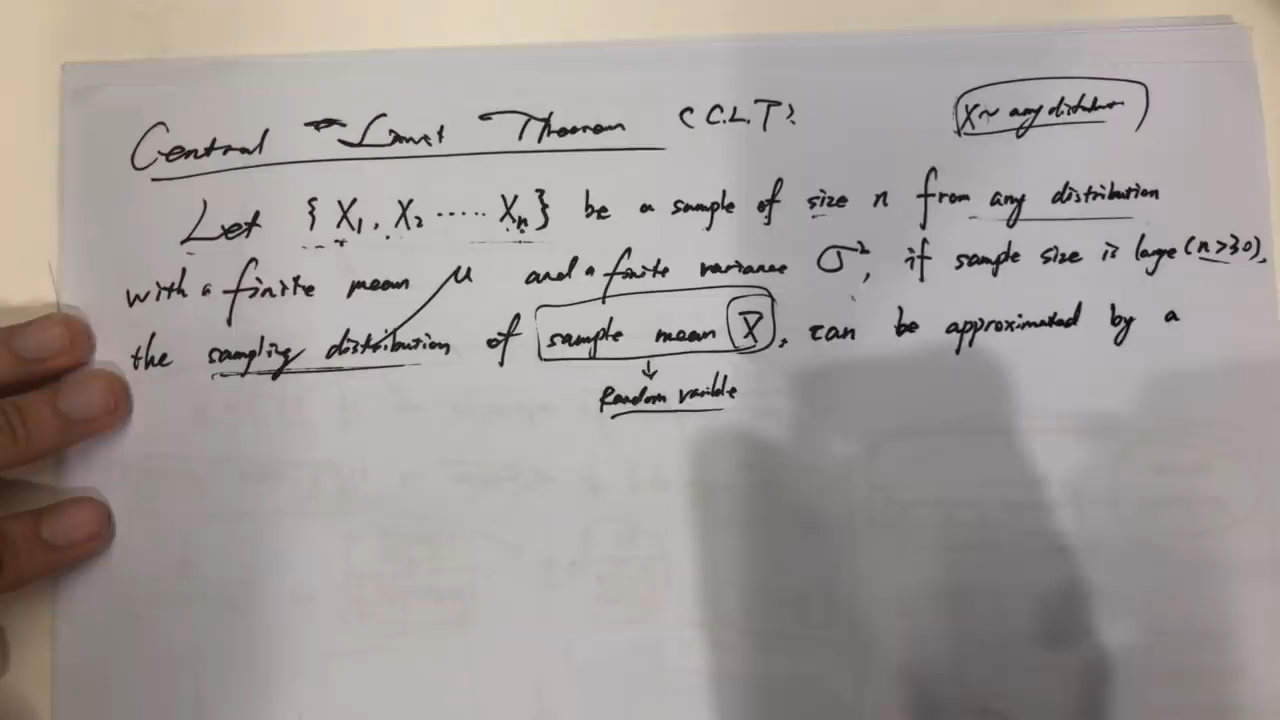 Central Limit Theorem (C.L.T).
X ~ any distribution
Let { X₁, X₂ ..... Xₙ } be a sample of size n from any distribution
with a finite mean μ and a finite variance σ², if sample size is large (n>30),
the sampling distribution of sample mean X̄, can be approximated by a
↓
Random variable